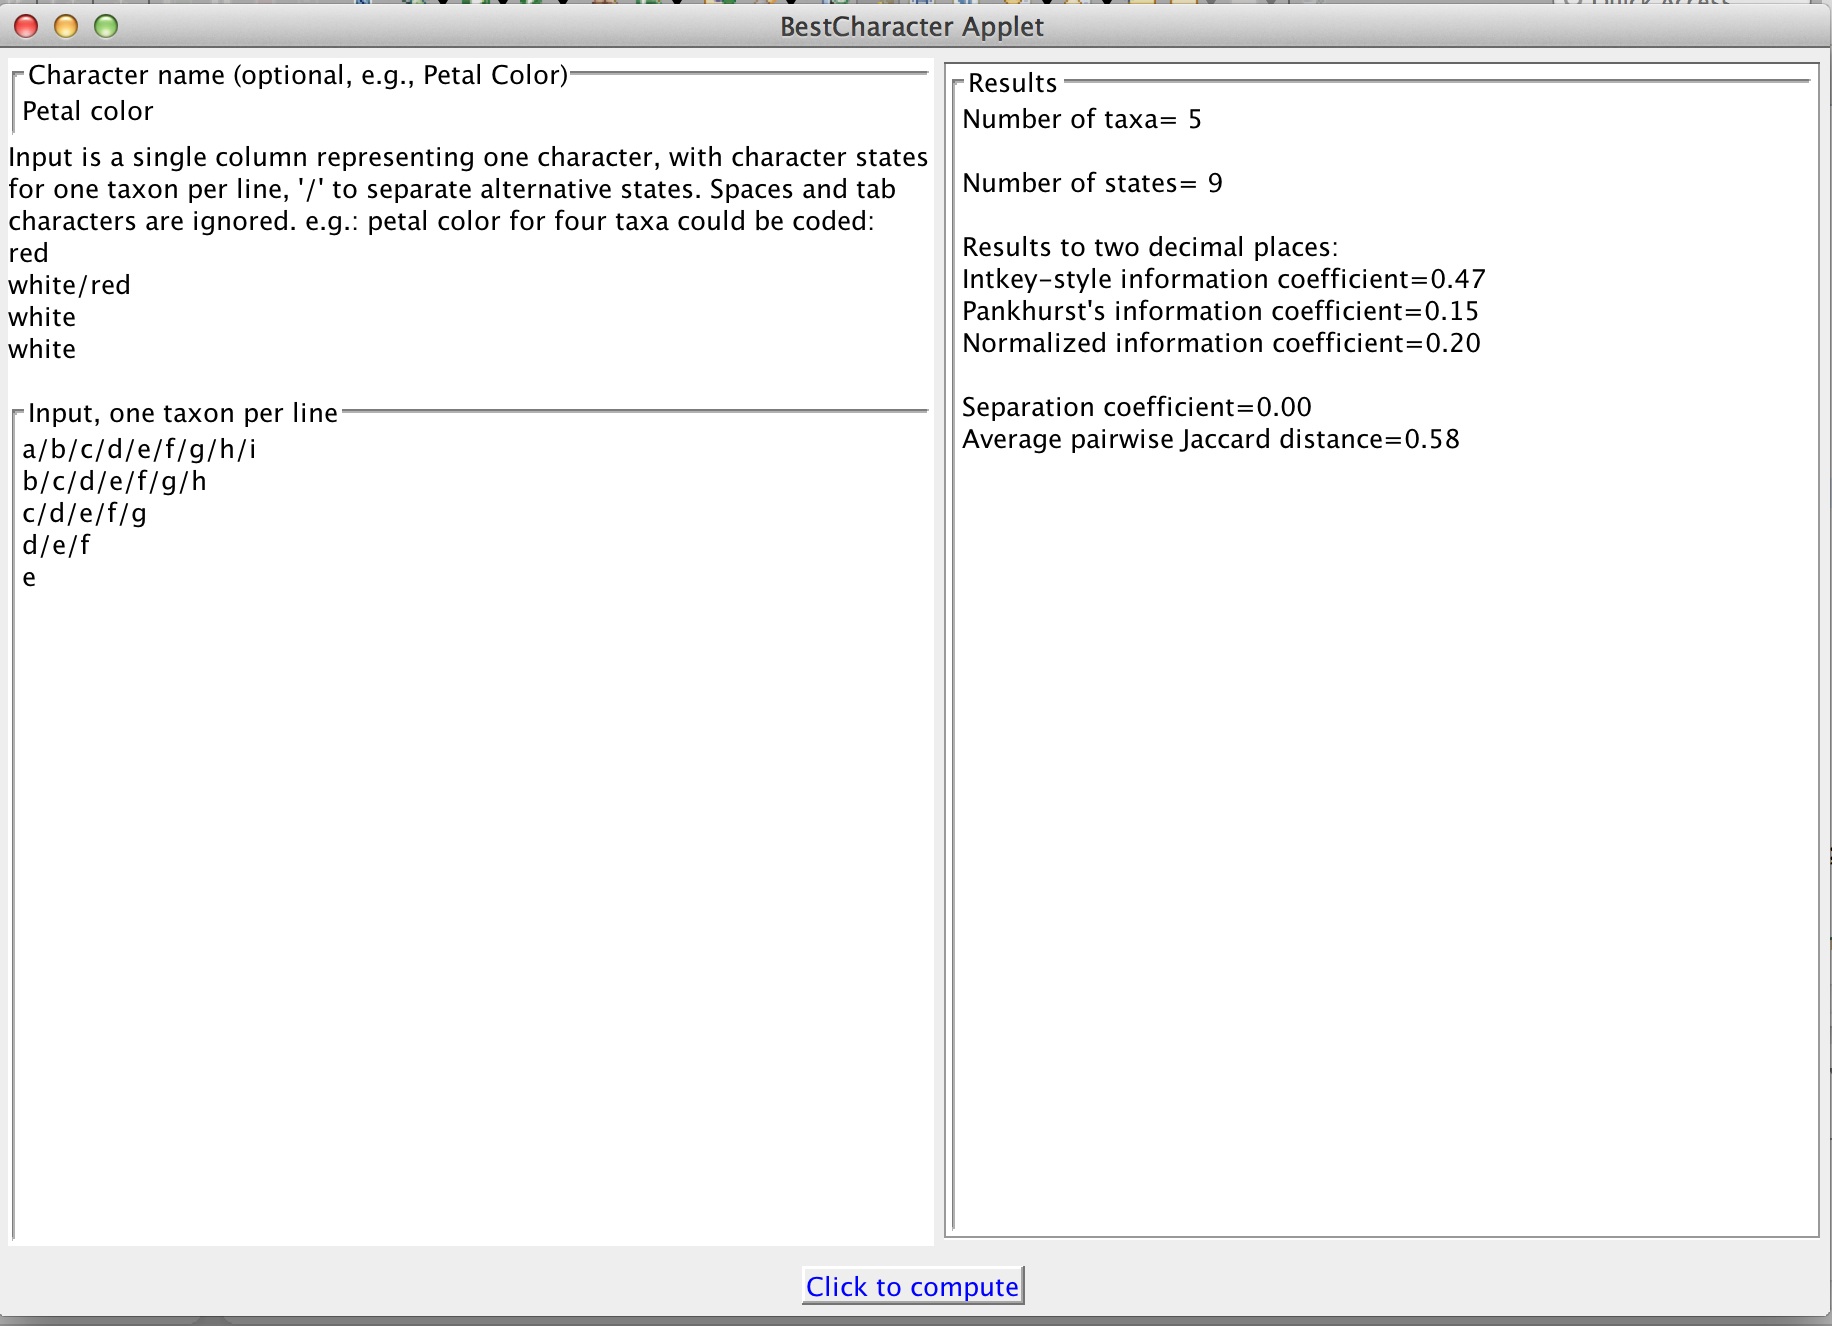 BestCharacter Applet
Character name (optional, e.g., Petal Color)
Petal color
Input is a single column representing one character, with character states
for one taxon per line, '/' to separate alternative states. Spaces and tab
characters are ignored. e.g.: petal color for four taxa could be coded:
red
white/red
white
white
Input, one taxon per line
a/b/c/d/e/f/g/h/i
b/c/d/e/f/g/h
c/d/e/f/g
d/e/f
e
Results
Number of taxa= 5
Number of states= 9
Results to two decimal places:
Intkey-style information coefficient=0.47
Pankhurst's information coefficient=0.15
Normalized information coefficient=0.20
Separation coefficient=0.00
Average pairwise Jaccard distance=0.58
Click to compute